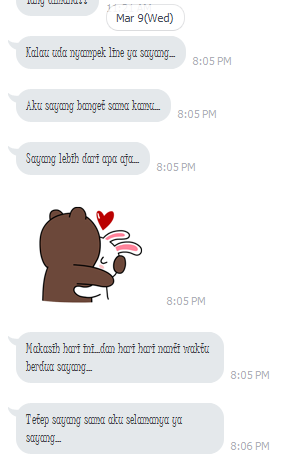 Mar 9(Wed)
Kalau uda nyampek line ya sayang...
8:05 PM
Aku sayang banget sama kamu...
8:05 PM
Sayang lebih dari apa aja...
8:05 PM
8:05 PM
Makasih hari ini...dan hari hari nanti waktu
berdua sayang...
8:05 PM
Tetep sayang sama aku selamanya ya
sayang...
8:06 PM